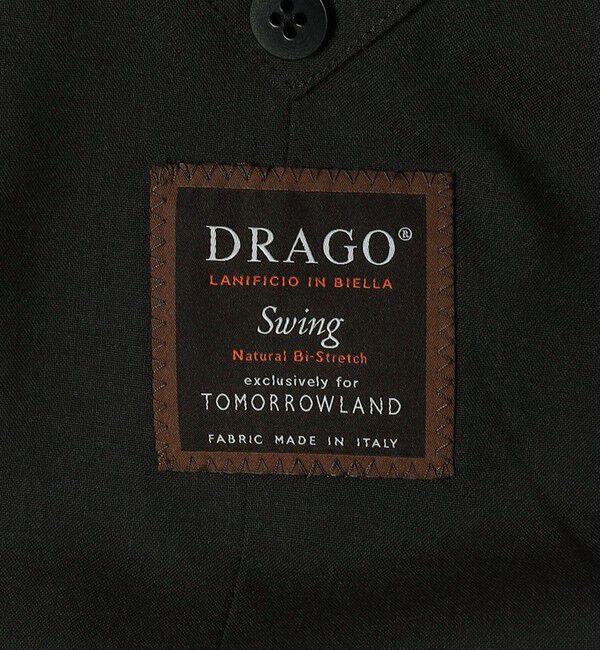 DRAGO®
LANIFICIO IN BIELLA
Swing
Natural Bi-Stretch
exclusively for
TOMORROWLAND
FABRIC MADE IN ITALY